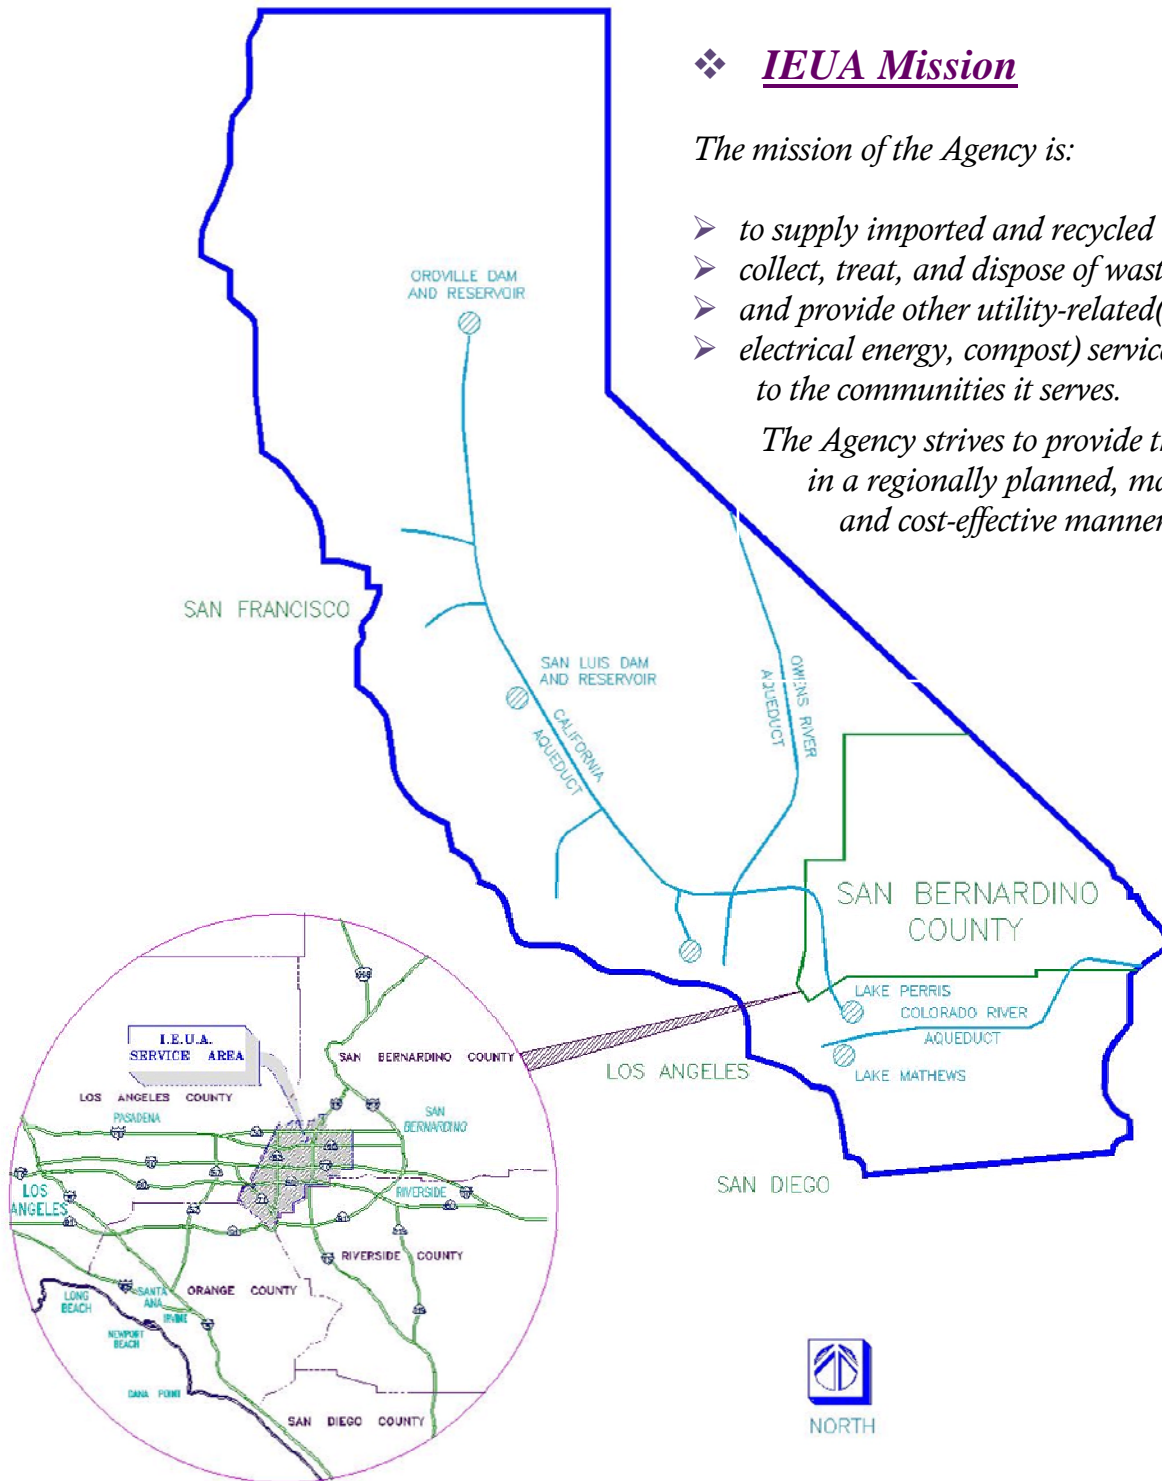 ❖ IEUA Mission
The mission of the Agency is:
➢ to supply imported and recycled
➢ collect, treat, and dispose of wast
➢ and provide other utility-related(
➢ electrical energy, compost) servic
to the communities it serves.
The Agency strives to provide th
in a regionally planned, ma
and cost-effective manner
OROVILLE DAM
AND RESERVOIR
SAN FRANCISCO
SAN LUIS DAM
AND RESERVOIR
CALIFORNIA
AQUEDUCT
OWENS RIVER
AQUEDUCT
SAN BERNARDINO
COUNTY
LAKE PERRIS
COLORADO RIVER
AQUEDUCT
LAKE MATHEWS
LOS ANGELES
SAN DIEGO
I.E.U.A.
SERVICE AREA
SAN BERNARDINO COUNTY
LOS ANGELES COUNTY
PASADENA
SAN
BERNARDINO
LOS
ANGELES
RIVERSIDE
RIVERSIDE COUNTY
ORANGE COUNTY
LONG
BEACH
SANTA
ANA
IRVINE
NEWPORT
BEACH
DANA POINT
SAN DIEGO COUNTY
NORTH